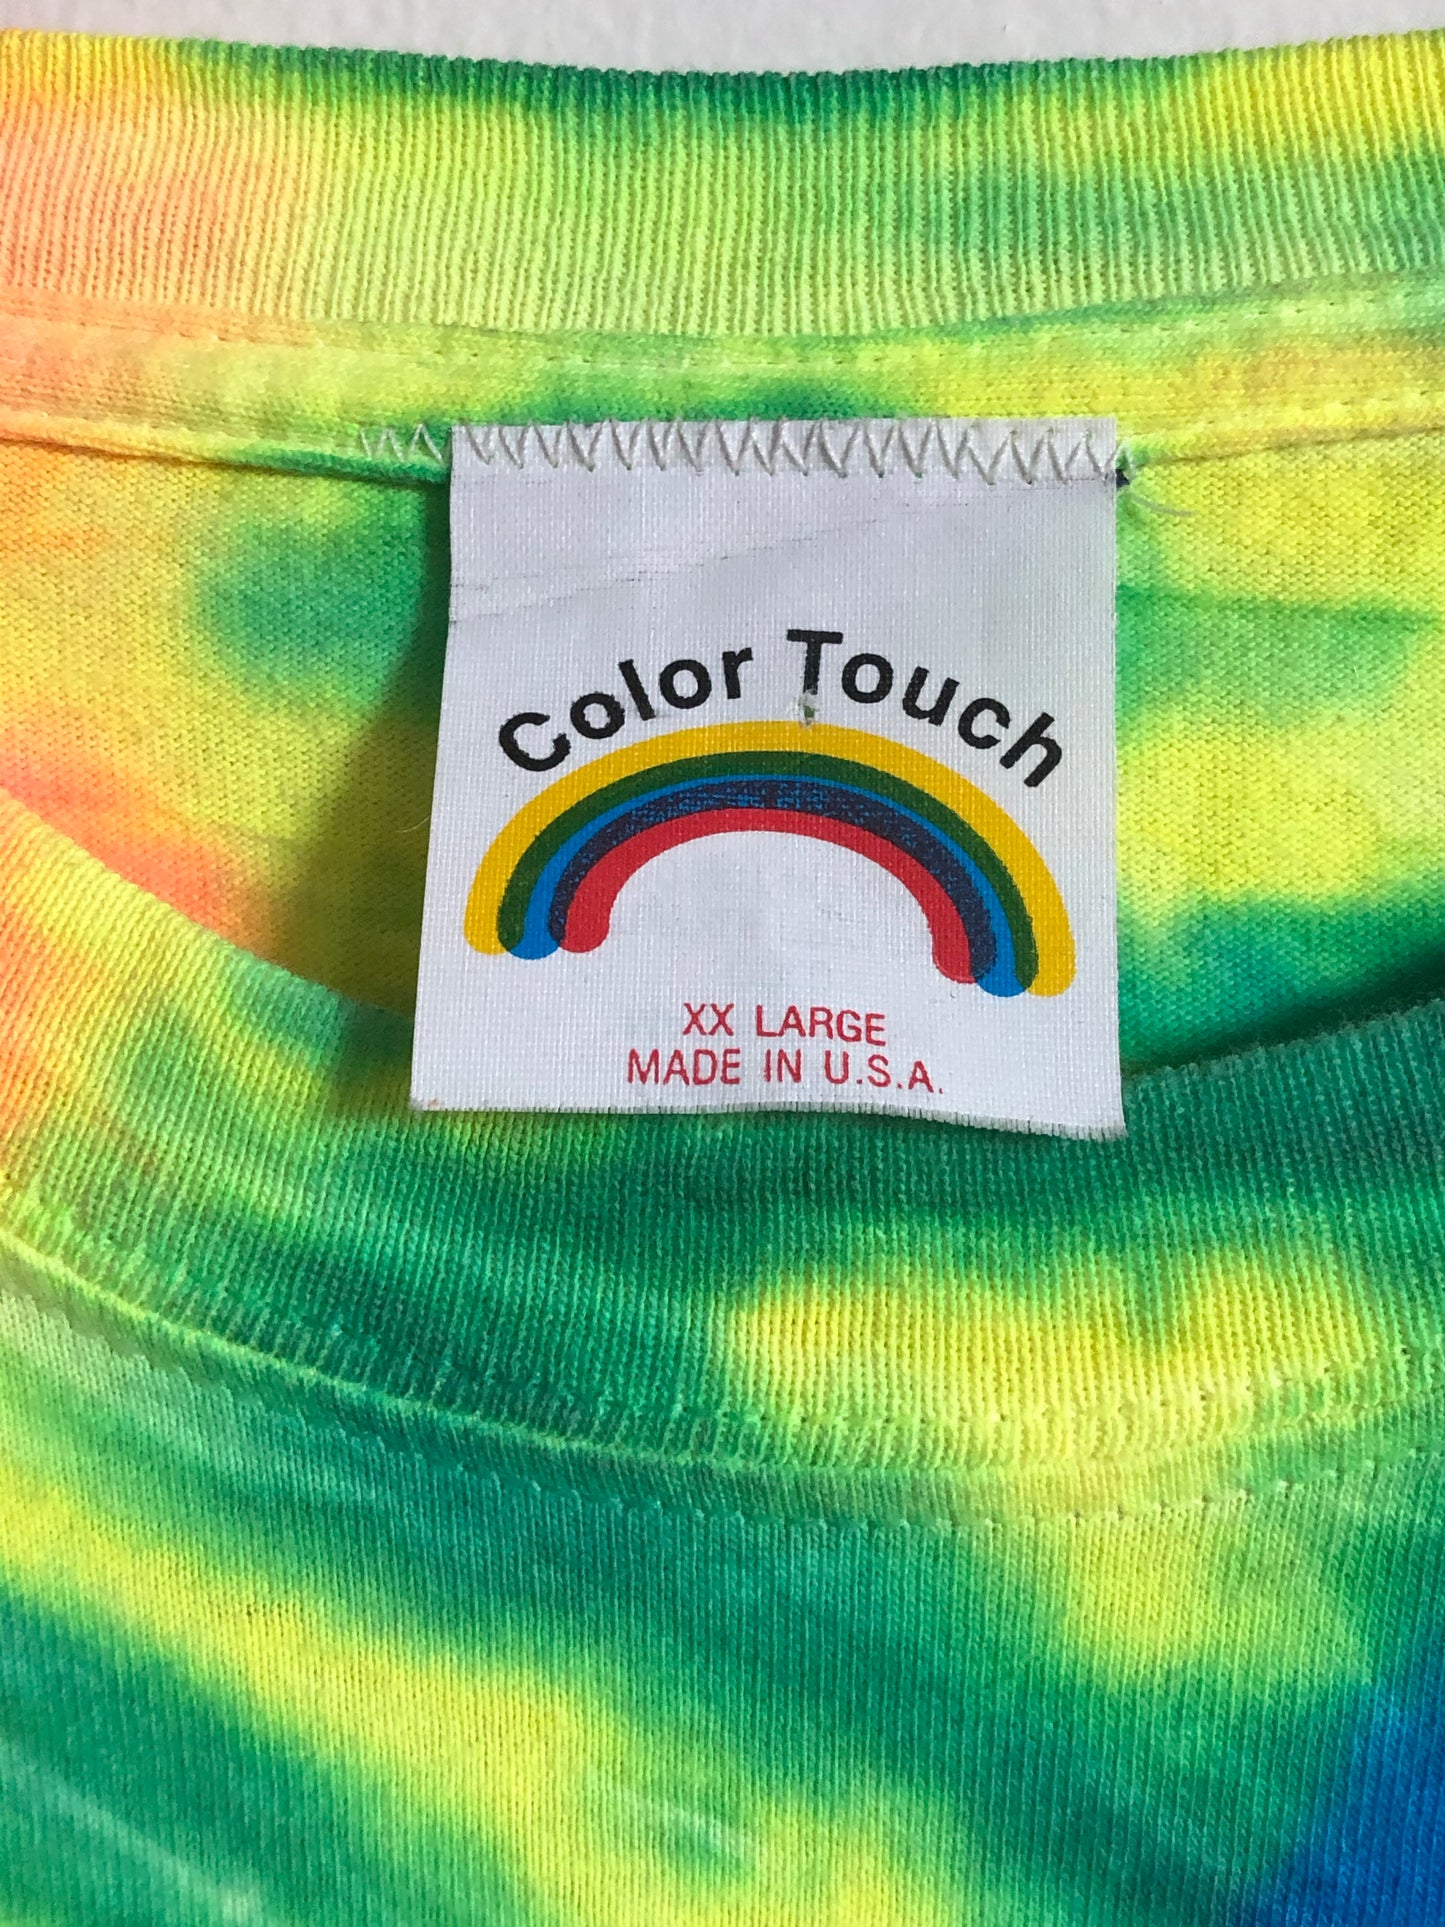 Color Touch
XX LARGE
MADE IN U.S.A.